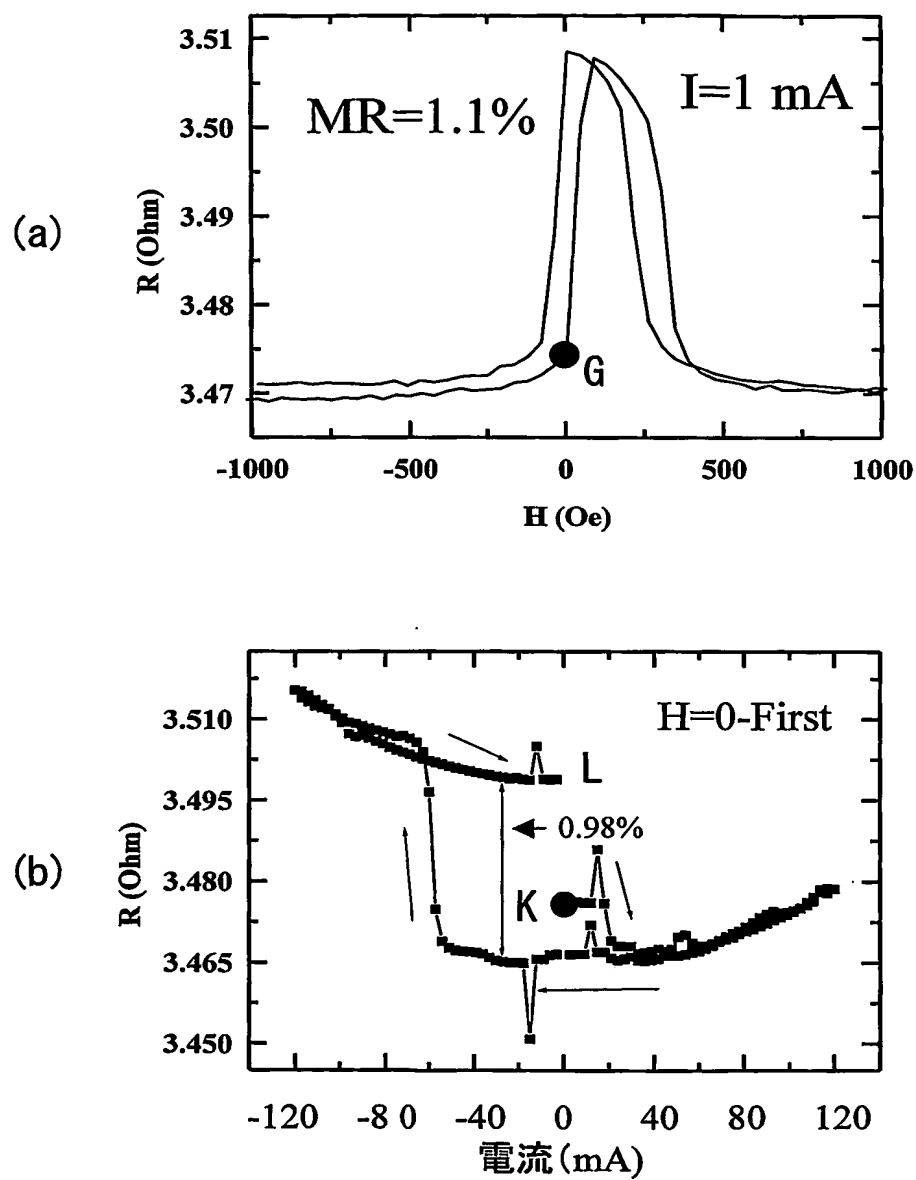 (a)
R (Ohm)
3.51
3.50
3.49
3.48
3.47
MR=1.1%
I=1 mA
G
-1000
-500
0
500
1000
H (Oe)
(b)
R (Ohm)
3.510
3.495
3.480
3.465
3.450
H=0-First
L
0.98%
K
-120
-8 0
-40
0
40
80
120
電流(mA)